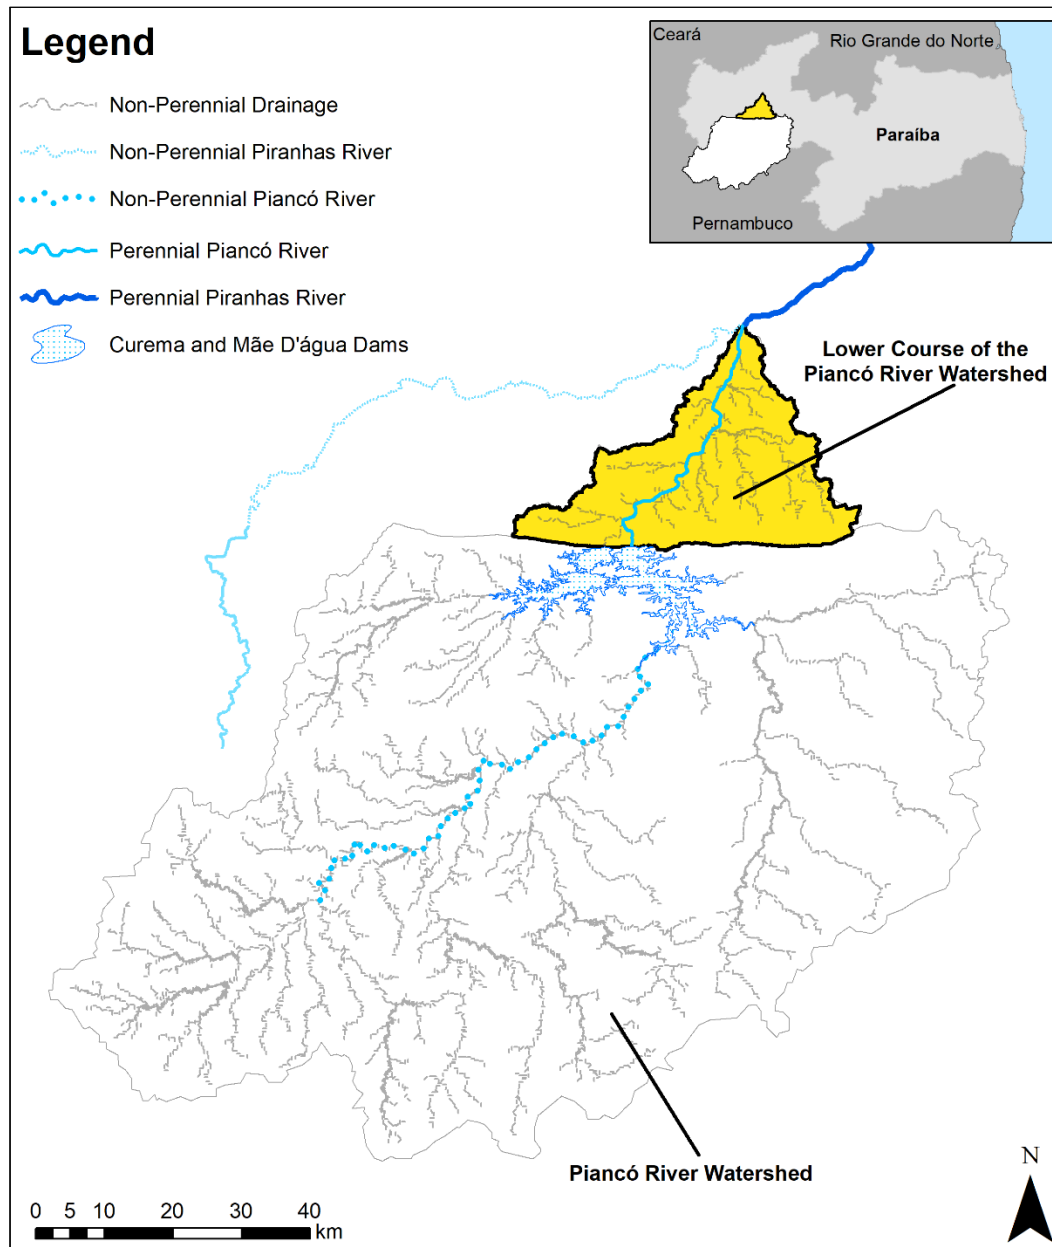 Legend
Non-Perennial Drainage
Non-Perennial Piranhas River
Non-Perennial Piancó River
Perennial Piancó River
Perennial Piranhas River
Curema and Mãe D'água Dams
Ceará
Rio Grande do Norte
Paraíba
Pernambuco
Lower Course of the
Piancó River Watershed
Piancó River Watershed
N
0 5 10 20 30 40
km